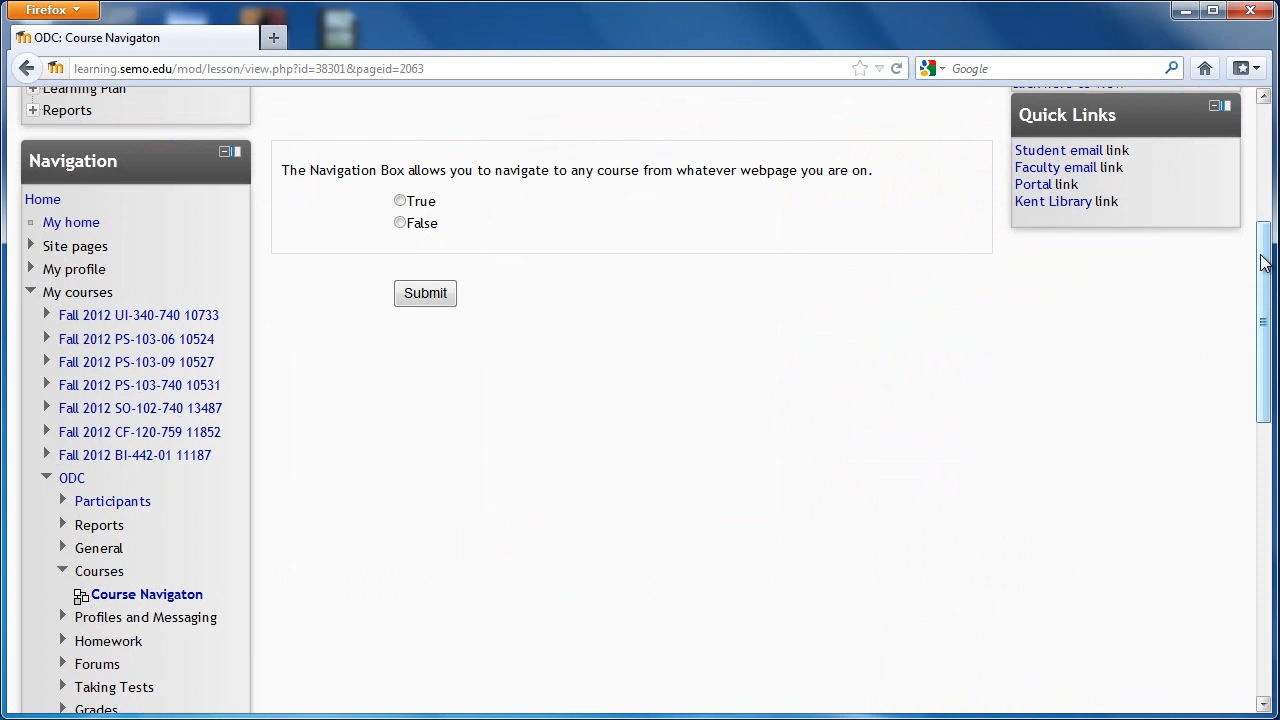 Firefox
ODC: Course Navigaton
learning.semo.edu/mod/lesson/view.php?id=38301&pageid=2063
Google
Learning Plan
Reports
Navigation
Home
My home
Site pages
My profile
My courses
Fall 2012 UI-340-740 10733
Fall 2012 PS-103-06 10524
Fall 2012 PS-103-09 10527
Fall 2012 PS-103-740 10531
Fall 2012 SO-102-740 13487
Fall 2012 CF-120-759 11852
Fall 2012 BI-442-01 11187
ODC
Participants
Reports
General
Courses
Course Navigaton
Profiles and Messaging
Homework
Forums
Taking Tests
Grades
The Navigation Box allows you to navigate to any course from whatever webpage you are on.
True
False
Submit
Quick Links
Student email link
Faculty email link
Portal link
Kent Library link